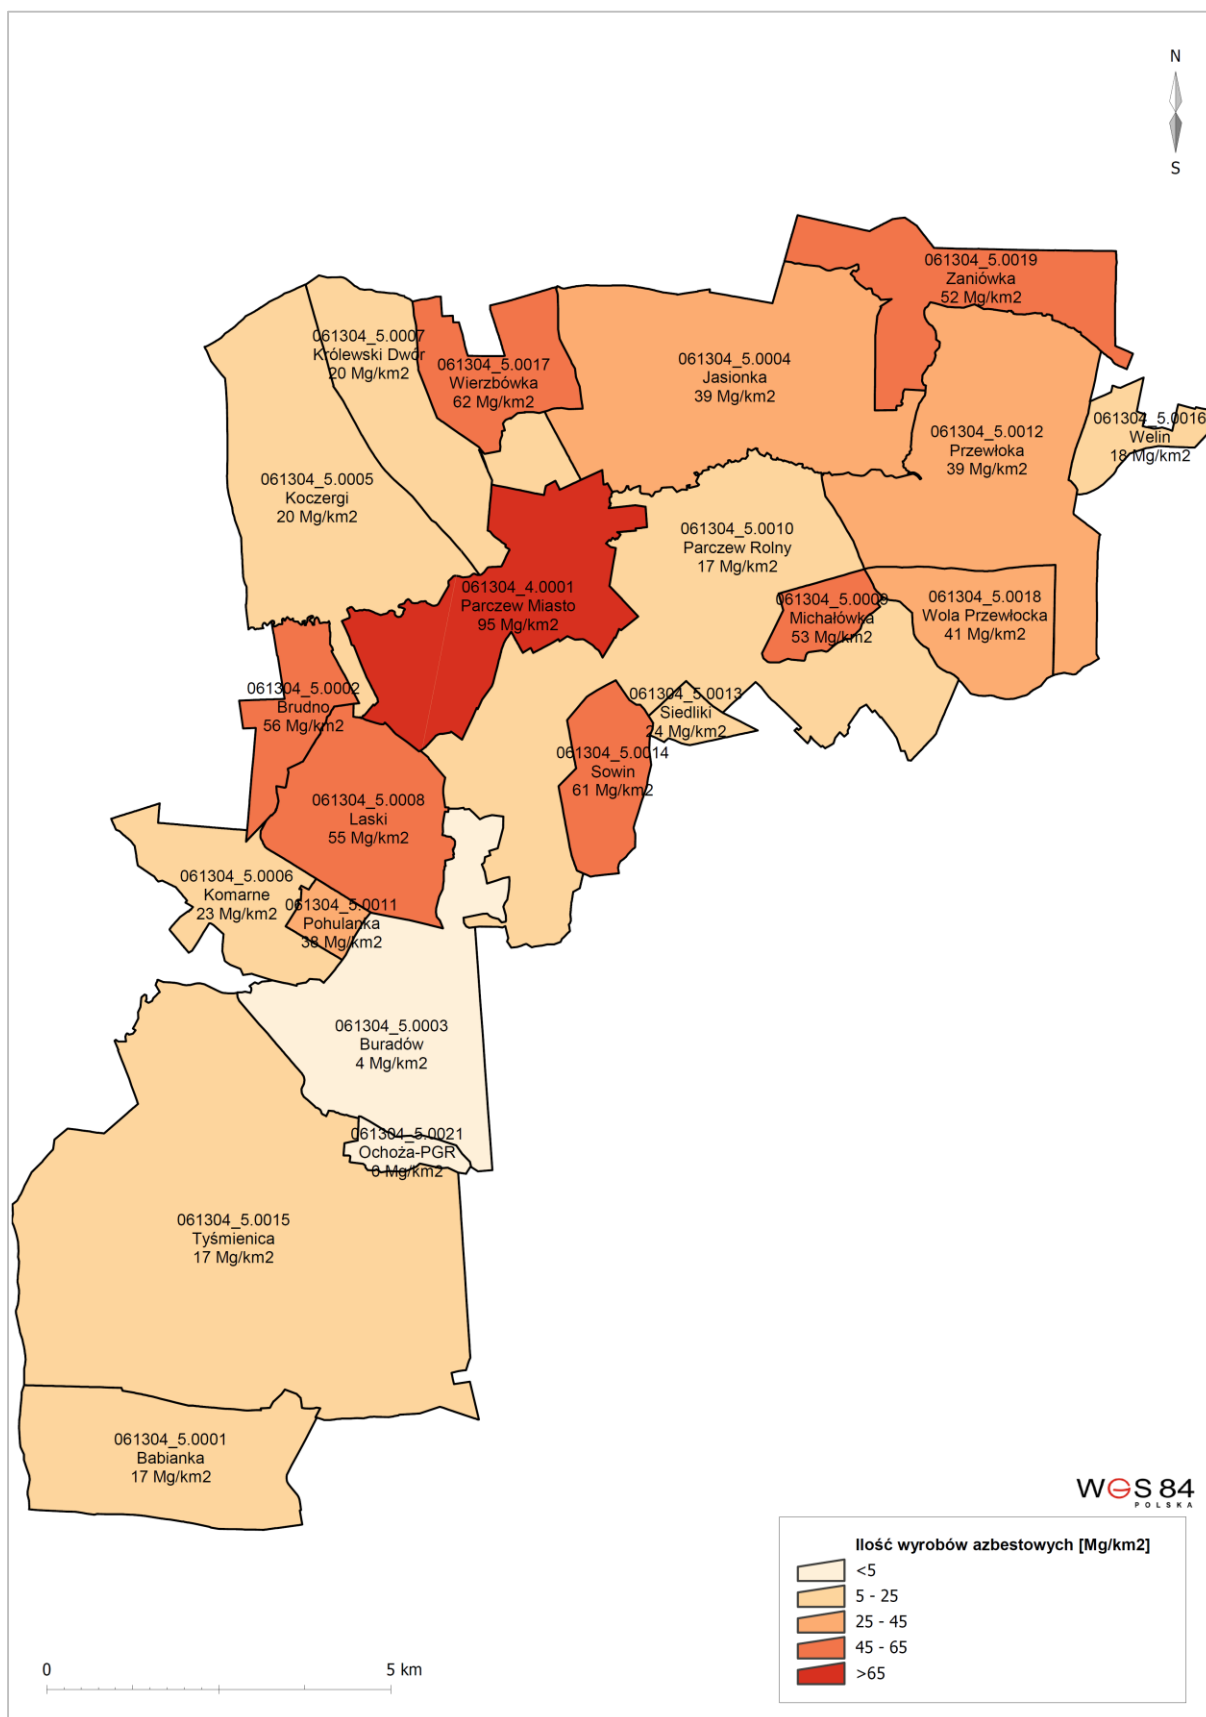 N
S
061304_5.0019
Zaniówka
52 Mg/km2
061304_5.0007
Królewski Dwór
20 Mg/km2
061304_5.0017
Wierzbówka
62 Mg/km2
061304_5.0004
Jasionka
39 Mg/km2
061304_5.0012
Przewłoka
39 Mg/km2
061304_5.0016
Welin
18 Mg/km2
061304_5.0005
Koczergi
20 Mg/km2
061304_5.0010
Parczew Rolny
17 Mg/km2
061304_4.0001
Parczew Miasto
95 Mg/km2
061304_5.0009
Michałówka
53 Mg/km2
061304_5.0018
Wola Przewłocka
41 Mg/km2
061304_5.0002
Brudno
56 Mg/km2
061304_5.0013
Siedliki
24 Mg/km2
061304_5.0014
Sowin
61 Mg/km2
061304_5.0008
Laski
55 Mg/km2
061304_5.0006
Komarne
23 Mg/km2
061304_5.0011
Pohulanka
38 Mg/km2
061304_5.0003
Buradów
4 Mg/km2
061304_5.0021
Ochoża-PGR
Mg/km2
061304_5.0015
Tyśmienica
17 Mg/km2
061304_5.0001
Babianka
17 Mg/km2
WGS 84
POLSKA
Ilość wyrobów azbestowych [Mg/km2]
<5
5 - 25
25 - 45
45 - 65
>65
0 5 km